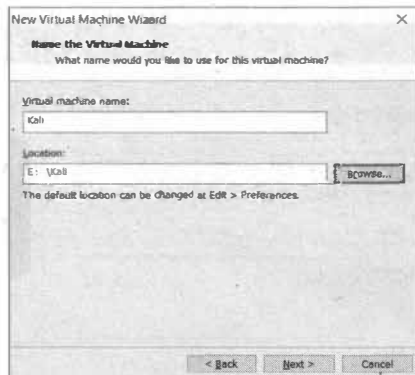 New Virtual Machine Wizard
Name the Virtual Machine
What name would you like to use for this virtual machine?
Virtual machine name:
Kali
Location:
E: \Kali
Browse...
The default location can be changed at Edit > Preferences.
< Back Next > Cancel